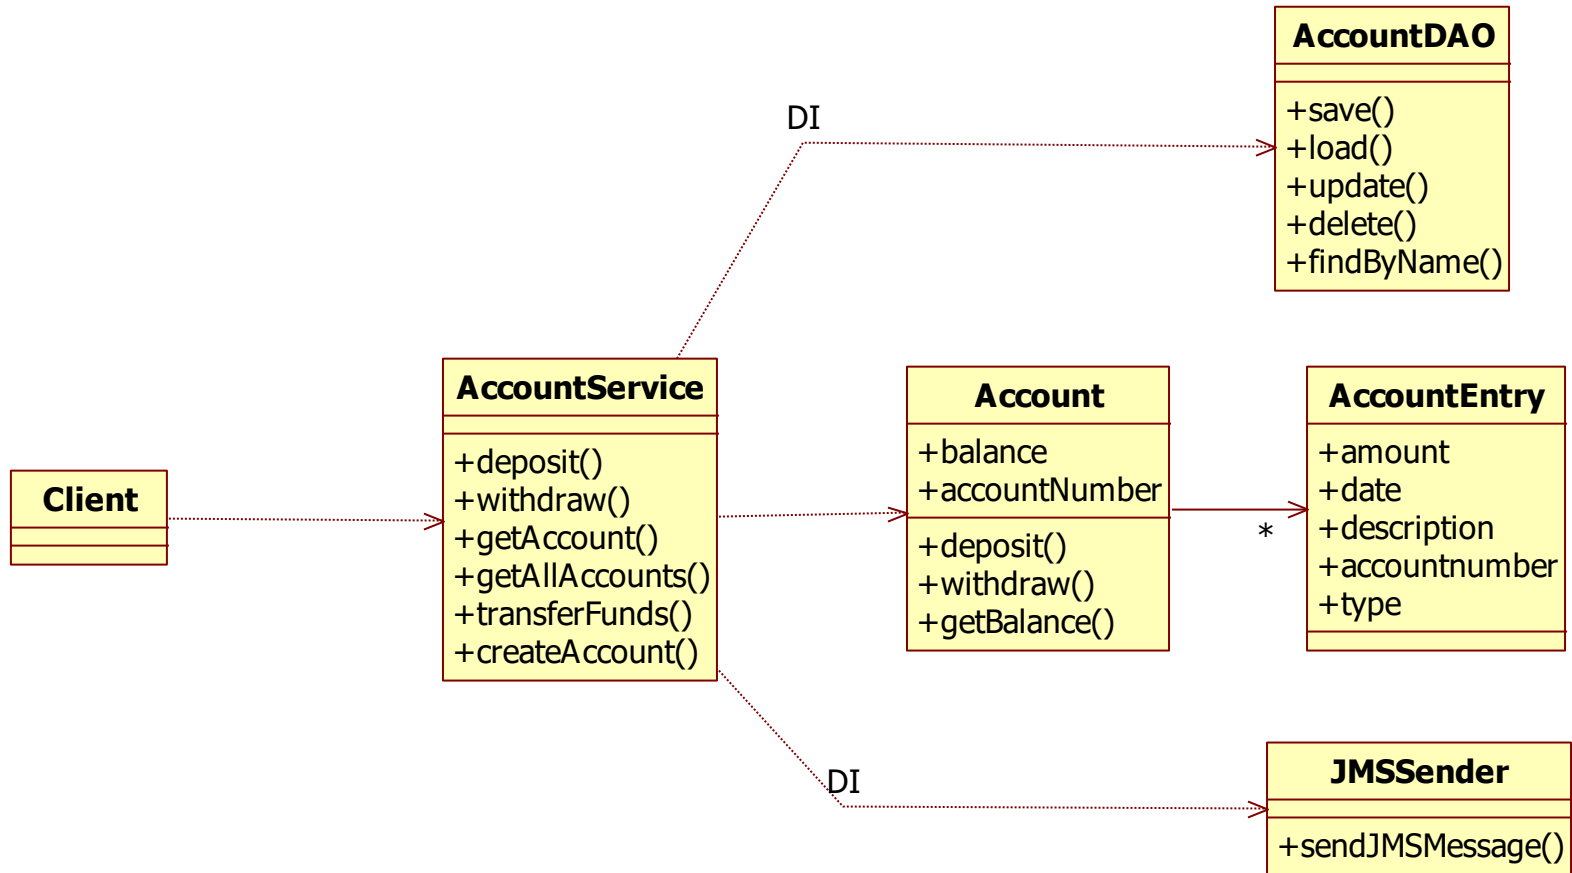 AccountDAO
+save()
+load()
+update()
+delete()
+findByName()
DI
AccountService
+deposit()
+withdraw()
+getAccount()
+getAllAccounts()
+transferFunds()
+createAccount()
Client
Account
+balance
+accountNumber
+deposit()
+withdraw()
+getBalance()
*
AccountEntry
+amount
+date
+description
+accountnumber
+type
DI
JMSSender
+sendJMSMessage()